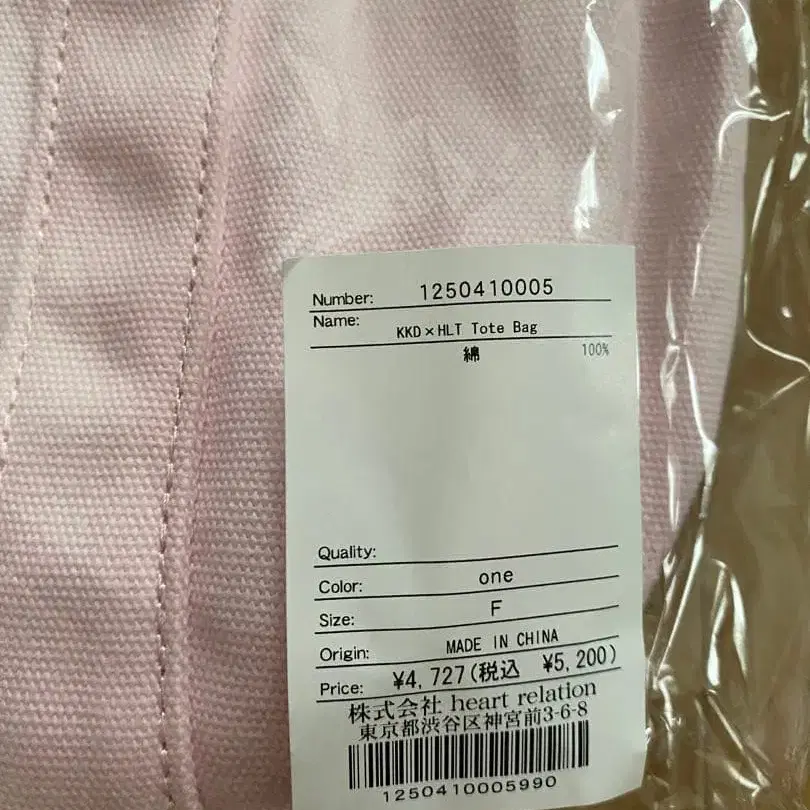 Number: 1250410005
Name: KKD×HLT Tote Bag
綿 100%
Quality:
Color: one
Size: F
Origin: MADE IN CHINA
Price: ¥4,727(税込 ¥5,200)
株式会社 heart relation
東京都渋谷区神宮前3-6-8
1250410005990